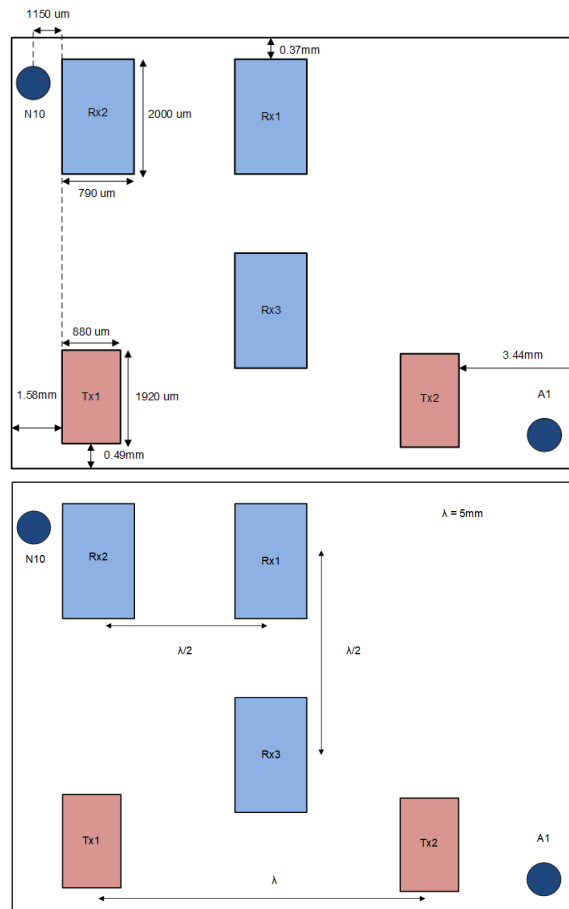 1150 um
0.37mm
N10
Rx2
2000 um
Rx1
790 um
Rx3
880 um
3.44mm
1.58mm
Tx1
1920 um
Tx2
A1
0.49mm
λ = 5mm
N10
Rx2
Rx1
λ/2
λ/2
Rx3
Tx1
Tx2
A1
λ